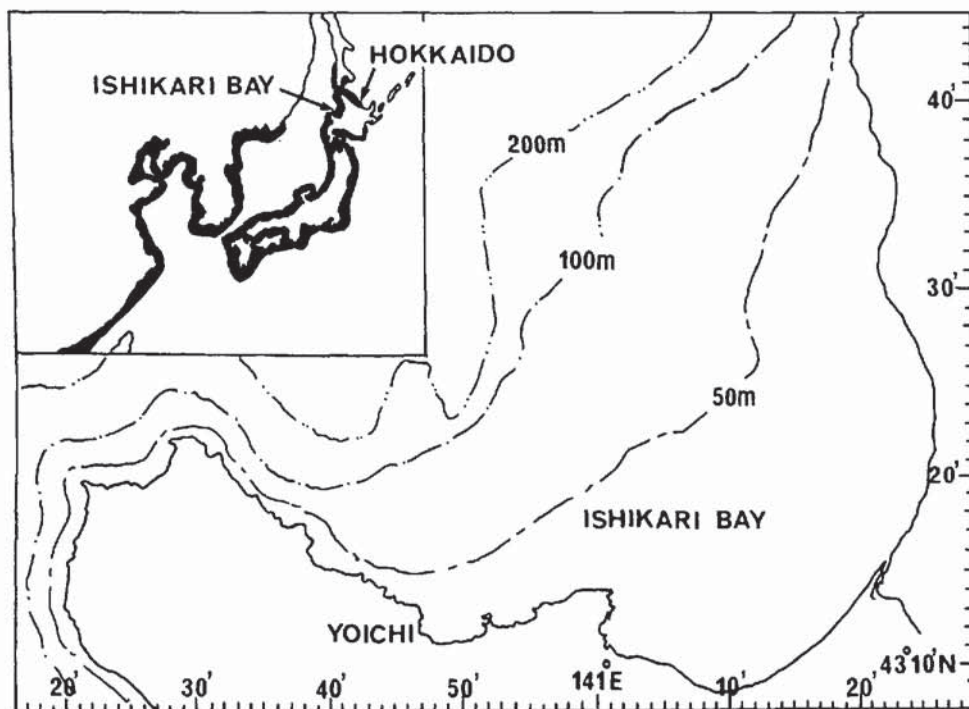 HOKKAIDO
ISHIKARI BAY
200m
40'
100m
30'
50m
20'
ISHIKARI BAY
YOICHI
43°10'N
20' 30' 40' 50' 141°E 10' 20'